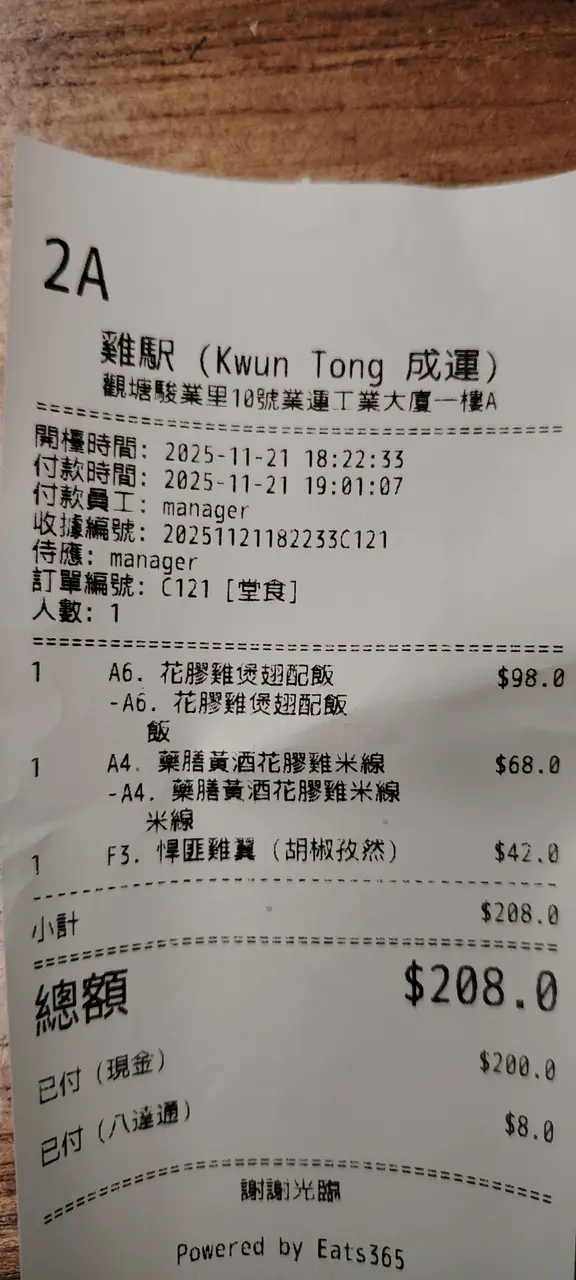 2A
雞駅 (Kwun Tong 成運)
觀塘駿業里10號業運工業大廈一樓A
開檯時間: 2025-11-21 18:22:33
付款時間: 2025-11-21 19:01:07
付款員工: manager
收據編號: 20251121182233C121
侍應: manager
訂單編號: C121 [堂食]
人數: 1
1 A6. 花膠雞煲翅配飯 $98.0
-A6. 花膠雞煲翅配飯
飯
1 A4. 藥膳黃酒花膠雞米線 $68.0
-A4. 藥膳黃酒花膠雞米線
米線
1 F3. 悍匪雞翼 (胡椒孜然) $42.0
小計 $208.0
總額 $208.0
已付 (現金) $200.0
已付 (八達通) $8.0
謝謝光臨
Powered by Eats365